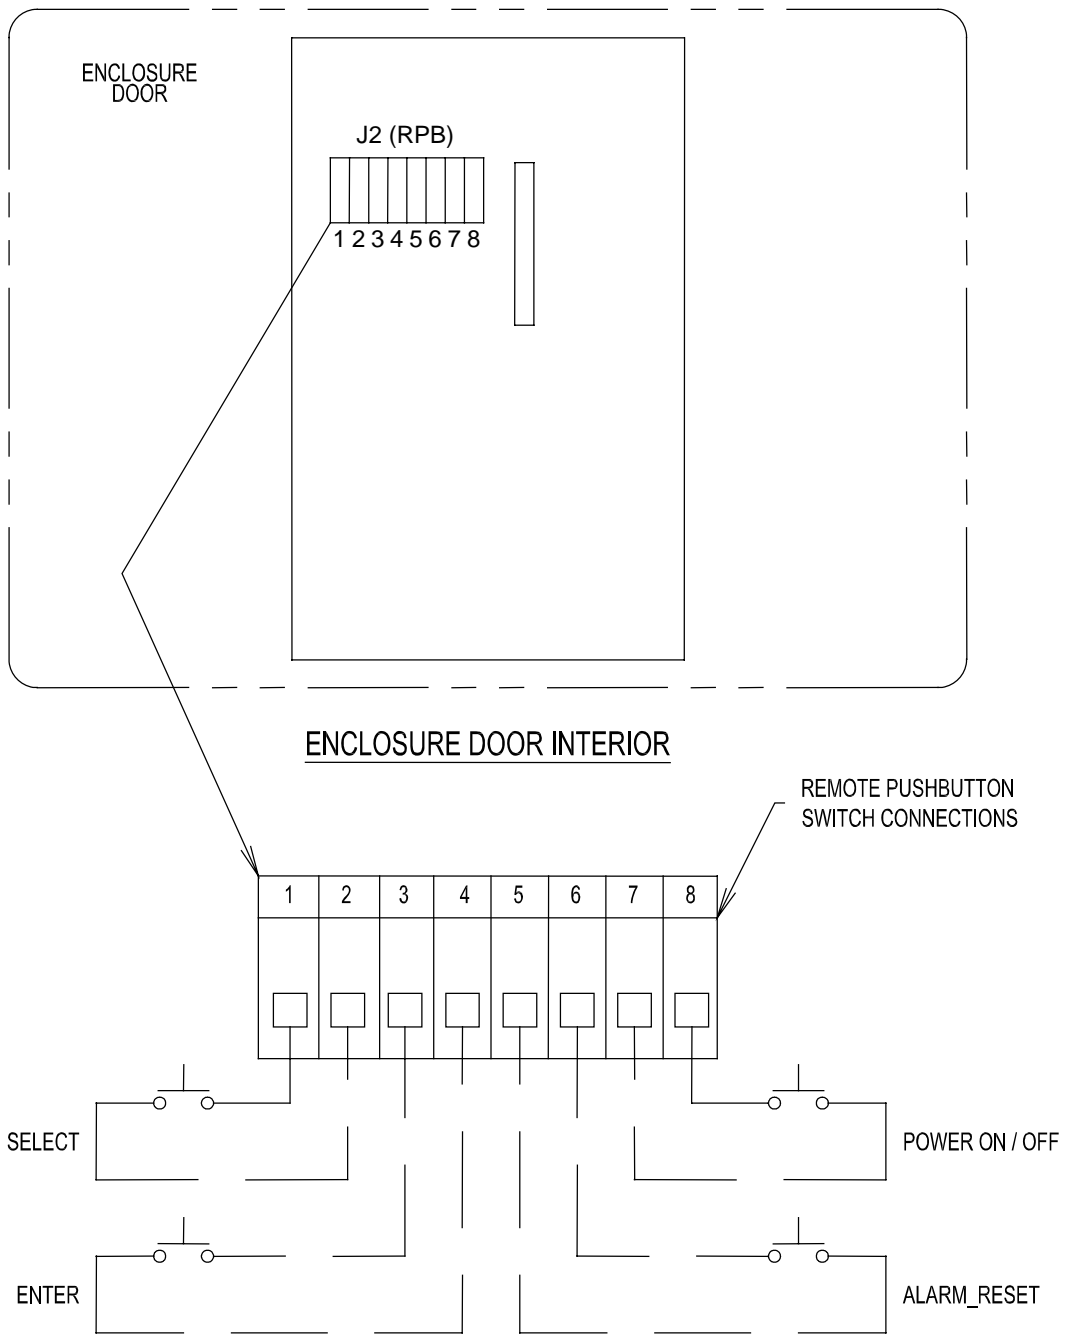 ENCLOSURE
DOOR
J2 (RPB)
1 2 3 4 5 6 7 8
ENCLOSURE DOOR INTERIOR
REMOTE PUSHBUTTON
SWITCH CONNECTIONS
1 2 3 4 5 6 7 8
SELECT
POWER ON / OFF
ENTER
ALARM_RESET